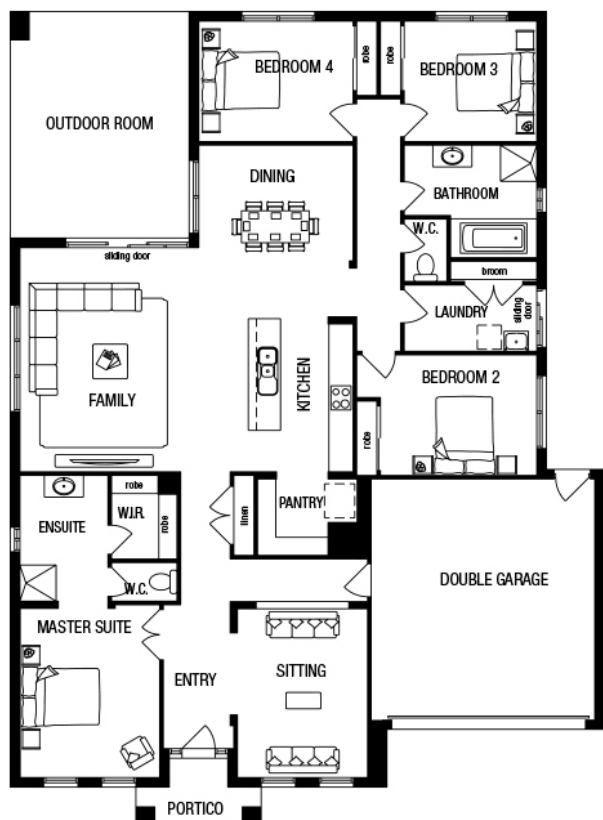 robe
robe
BEDROOM 4
BEDROOM 3
OUTDOOR ROOM
DINING
BATHROOM
W.C.
sliding door
broom
LAUNDRY
sliding door
KITCHEN
BEDROOM 2
FAMILY
robe
robe
W.I.R.
robe
ENSUITE
linen
PANTRY
W.C.
DOUBLE GARAGE
MASTER SUITE
ENTRY
SITTING
PORTICO